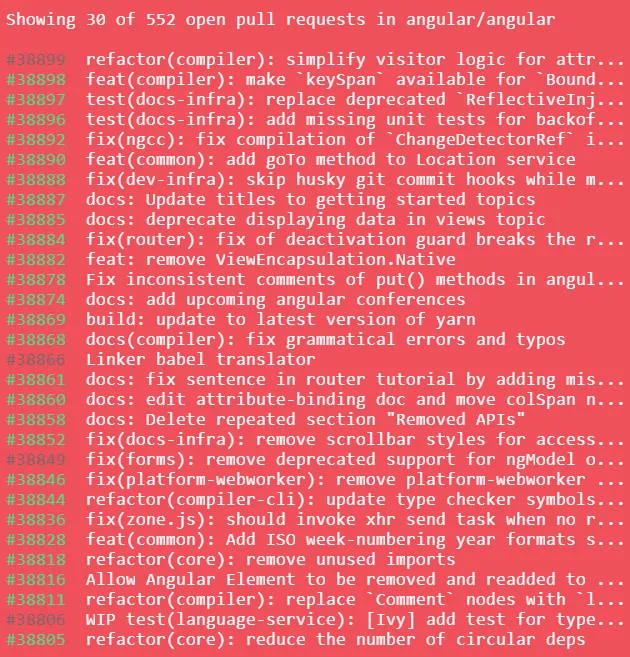 Showing 30 of 552 open pull requests in angular/angular
#38899 refactor(compiler): simplify visitor logic for attr...
#38898 feat(compiler): make `keySpan` available for `Bound...
#38897 test(docs-infra): replace deprecated `ReflectiveInj...
#38896 test(docs-infra): add missing unit tests for backof...
#38892 fix(ngcc): fix compilation of `ChangeDetectorRef` i...
#38890 feat(common): add goTo method to Location service
#38888 fix(dev-infra): skip husky git commit hooks while m...
#38887 docs: Update titles to getting started topics
#38885 docs: deprecate displaying data in views topic
#38884 fix(router): fix of deactivation guard breaks the r...
#38882 feat: remove ViewEncapsulation.Native
#38878 Fix inconsistent comments of put() methods in angul...
#38874 docs: add upcoming angular conferences
#38869 build: update to latest version of yarn
#38868 docs(compiler): fix grammatical errors and typos
#38866 Linker babel translator
#38861 docs: fix sentence in router tutorial by adding mis...
#38860 docs: edit attribute-binding doc and move colSpan n...
#38858 docs: Delete repeated section "Removed APIs"
#38852 fix(docs-infra): remove scrollbar styles for access...
#38849 fix(forms): remove deprecated support for ngModel o...
#38846 fix(platform-webworker): remove platform-webworker ...
#38844 refactor(compiler-cli): update type checker symbols...
#38836 fix(zone.js): should invoke xhr send task when no r...
#38828 feat(common): Add ISO week-numbering year formats s...
#38818 refactor(core): remove unused imports
#38816 Allow Angular Element to be removed and readded to ...
#38811 refactor(compiler): replace `Comment` nodes with `l...
#38806 WIP test(language-service): [Ivy] add test for type...
#38805 refactor(core): reduce the number of circular deps